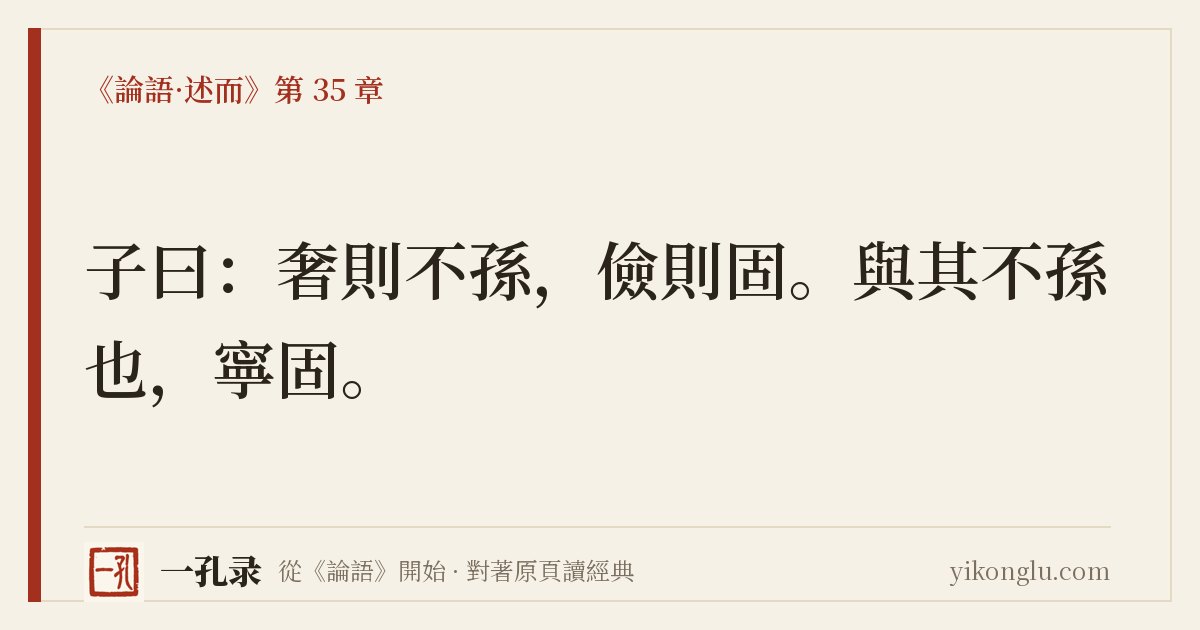 《論語·述而》第 35 章
子曰：奢則不孫，儉則固。與其不孫
也，寧固。
一孔
一孔录 從《論語》開始 · 對著原頁讀經典 yikonglu.com